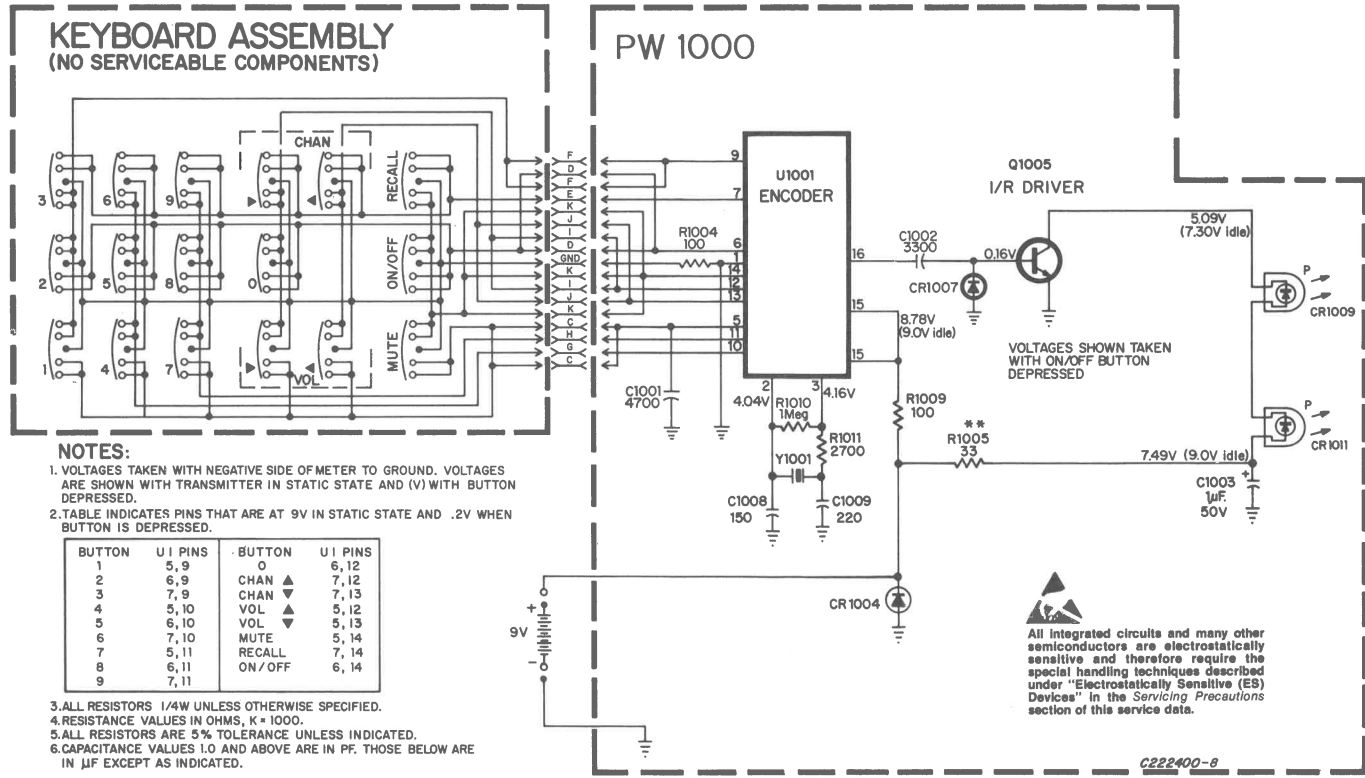 KEYBOARD ASSEMBLY
(NO SERVICEABLE COMPONENTS)
CHAN
3
6
9
RECALL
2
5
8
0
ON/OFF
1
4
7
VOL
MUTE
F
D
F
E
K
J
I
D
GND
K
I
J
K
C
H
G
C
PW 1000
U1001
ENCODER
9
7
6
1
14
12
13
5
11
10
2
3
16
15
15
R1004
100
C1001
4700
4.04V
4.16V
R1010
1Meg
R1011
2700
Y1001
C1008
150
C1009
220
C1002
3300
0.16V
CR1007
Q1005
I/R DRIVER
8.78V
(9.0V idle)
VOLTAGES SHOWN TAKEN
WITH ON/OFF BUTTON
DEPRESSED
R1009
100
**
R1005
33
5.09V
(7.30V idle)
P
CR1009
P
CR1011
7.49V (9.0V idle)
C1003
+
1µF.
50V
CR1004
+
9V
-
NOTES:
1. VOLTAGES TAKEN WITH NEGATIVE SIDE OF METER TO GROUND. VOLTAGES
ARE SHOWN WITH TRANSMITTER IN STATIC STATE AND (V) WITH BUTTON
DEPRESSED.
2.TABLE INDICATES PINS THAT ARE AT 9V IN STATIC STATE AND .2V WHEN
BUTTON IS DEPRESSED.
BUTTON U1 PINS BUTTON U1 PINS
1 5,9 0 6,12
2 6,9 CHAN ▲ 7,12
3 7,9 CHAN ▼ 7,13
4 5,10 VOL ▲ 5,12
5 6,10 VOL ▼ 5,13
6 7,10 MUTE 5,14
7 5,11 RECALL 7,14
8 6,11 ON/OFF 6,14
9 7,11
3.ALL RESISTORS 1/4W UNLESS OTHERWISE SPECIFIED.
4.RESISTANCE VALUES IN OHMS, K = 1000.
5.ALL RESISTORS ARE 5% TOLERANCE UNLESS INDICATED.
6.CAPACITANCE VALUES 1.0 AND ABOVE ARE IN PF. THOSE BELOW ARE
IN µF EXCEPT AS INDICATED.
All integrated circuits and many other
semiconductors are electrostatically
sensitive and therefore require the
special handling techniques described
under "Electrostatically Sensitive (ES)
Devices" in the Servicing Precautions
section of this service data.
C222400-8